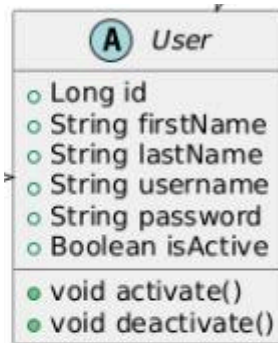 A User
Long id
String firstName
String lastName
String username
String password
Boolean isActive
void activate()
void deactivate()